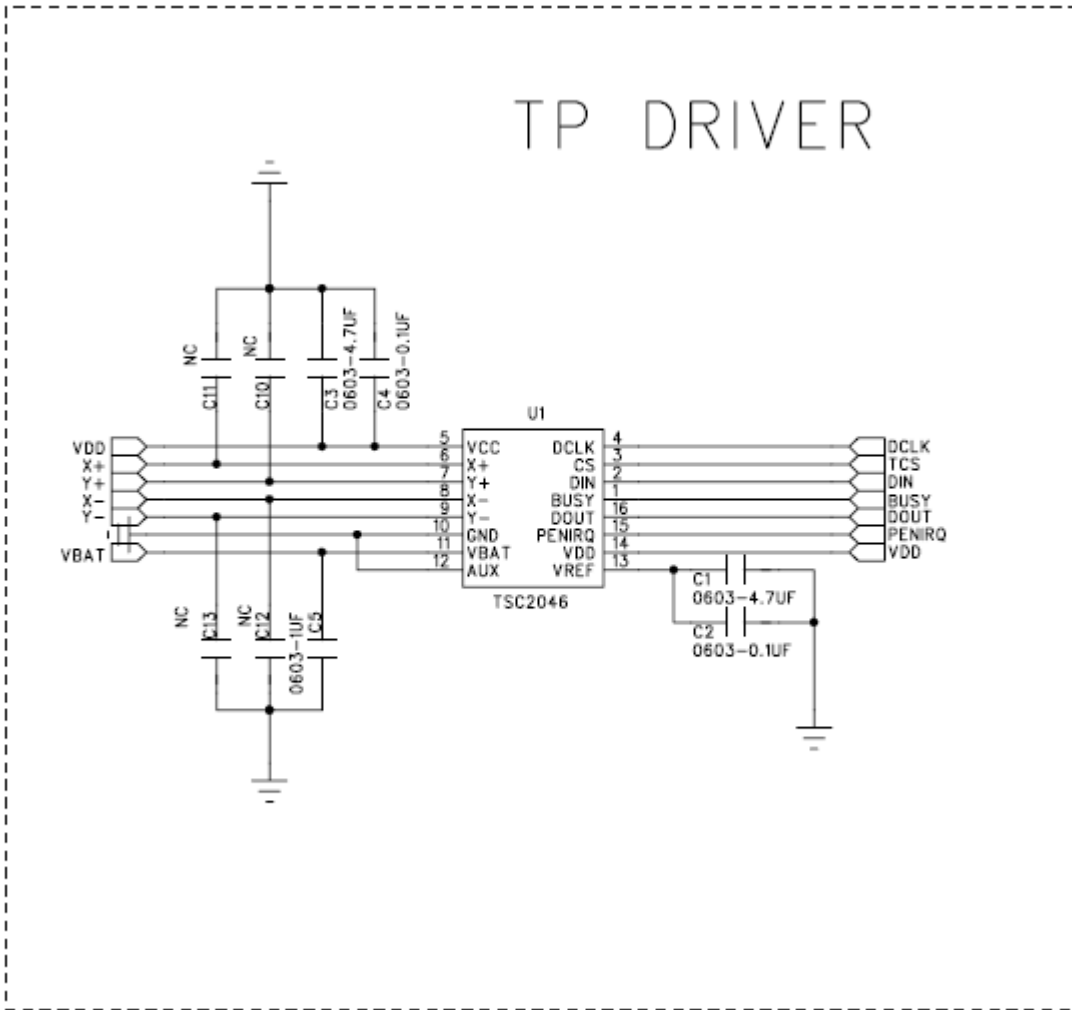 TP DRIVER
NC
C11
NC
C10
C3
0603-4.7UF
C4
0603-0.1UF
U1
VDD 5 VCC DCLK 4 DCLK
X+ 6 X+ CS 3 TCS
Y+ 7 Y+ DIN 2 DIN
X- 8 X- BUSY 1 BUSY
Y- 9 Y- DOUT 16 DOUT
10 GND PENIRQ 15 PENIRQ
VBAT 11 VBAT VDD 14 VDD
12 AUX VREF 13
TSC2046
C1
0603-4.7UF
C2
0603-0.1UF
NC
C13
NC
C12
0603-1UF
C5